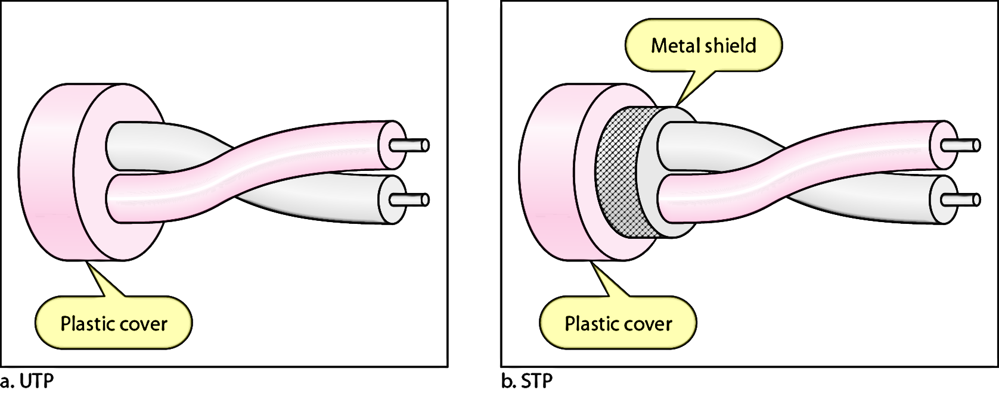 Metal shield
Plastic cover
Plastic cover
a. UTP
b. STP